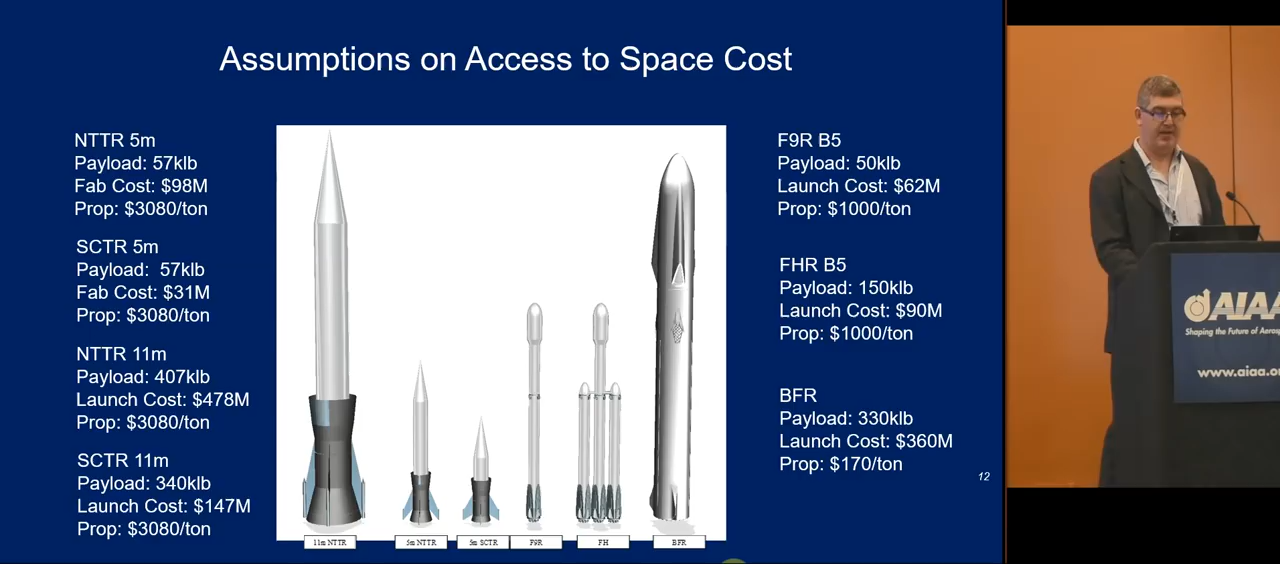 Assumptions on Access to Space Cost
NTTR 5m
Payload: 57klb
Fab Cost: $98M
Prop: $3080/ton
SCTR 5m
Payload: 57klb
Fab Cost: $31M
Prop: $3080/ton
NTTR 11m
Payload: 407klb
Launch Cost: $478M
Prop: $3080/ton
SCTR 11m
Payload: 340klb
Launch Cost: $147M
Prop: $3080/ton
11m NTTR
5m NTTR
5m SCTR
F9R
FH
BFR
F9R B5
Payload: 50klb
Launch Cost: $62M
Prop: $1000/ton
FHR B5
Payload: 150klb
Launch Cost: $90M
Prop: $1000/ton
BFR
Payload: 330klb
Launch Cost: $360M
Prop: $170/ton
12
AIAA
Shaping the Future of Aerosp
www.aiaa.or